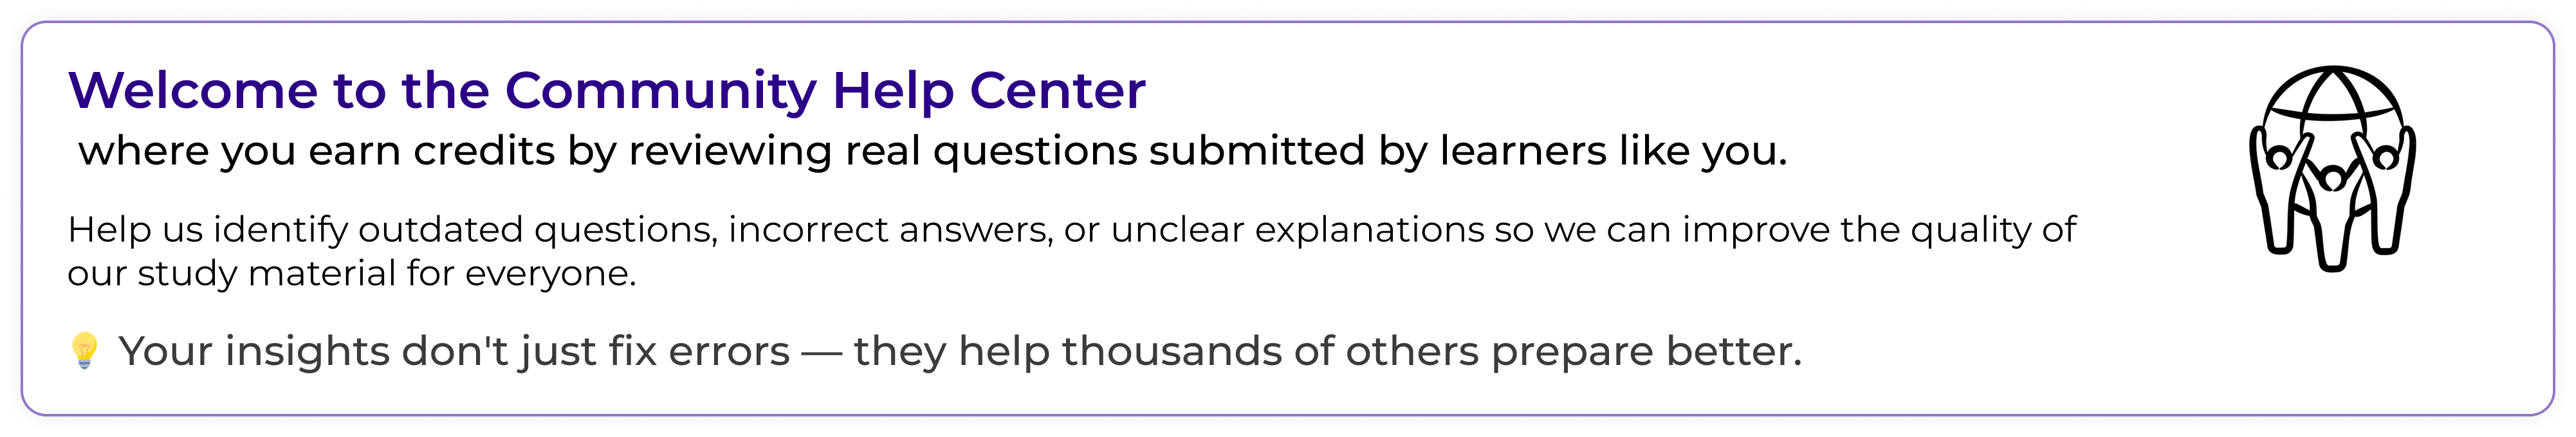 Welcome to the Community Help Center
where you earn credits by reviewing real questions submitted by learners like you.
Help us identify outdated questions, incorrect answers, or unclear explanations so we can improve the quality of
our study material for everyone.
💡 Your insights don't just fix errors — they help thousands of others prepare better.